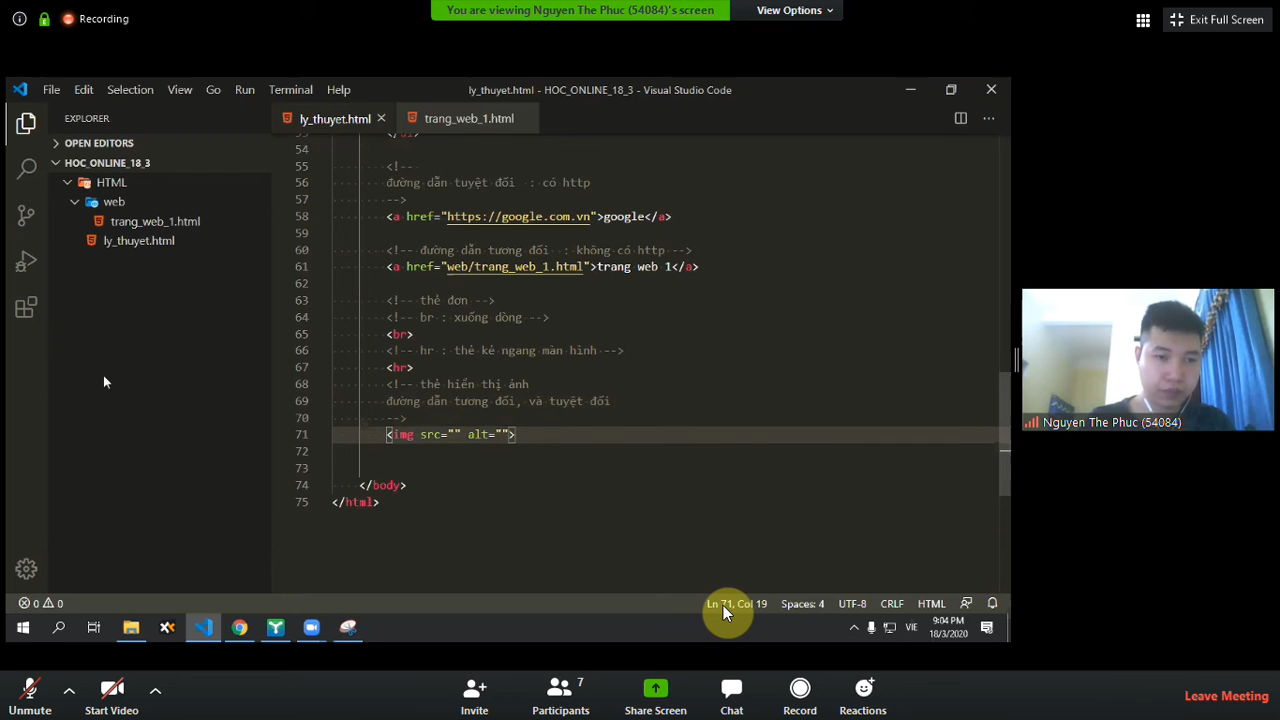 Recording
You are viewing Nguyen The Phuc (54084)'s screen
View Options
Exit Full Screen
File Edit Selection View Go Run Terminal Help
ly_thuyet.html - HOC_ONLINE_18_3 - Visual Studio Code
EXPLORER
ly_thuyet.html
trang_web_1.html
OPEN EDITORS
HOC_ONLINE_18_3
HTML
web
trang_web_1.html
ly_thuyet.html
54
55 <!--
56 đường dẫn tuyệt đối : có http
57 -->
58 <a href="https://google.com.vn">google</a>
59
60 <!-- đường dẫn tương đối : không có http -->
61 <a href="web/trang_web_1.html">trang web 1</a>
62
63 <!-- thẻ đơn -->
64 <!-- br : xuống dòng -->
65 <br>
66 <!-- hr : thẻ kẻ ngang màn hình -->
67 <hr>
68 <!-- thẻ hiển thị ảnh
69 đường dẫn tương đối, và tuyệt đối
70 -->
71 <img src="" alt="">
72
73
74 </body>
75 </html>
Nguyen The Phuc (54084)
0 0
Ln 71, Col 19 Spaces: 4 UTF-8 CRLF HTML
VIE
9:04 PM
18/3/2020
Unmute
Start Video
Invite
7
Participants
Share Screen
Chat
Record
Reactions
Leave Meeting